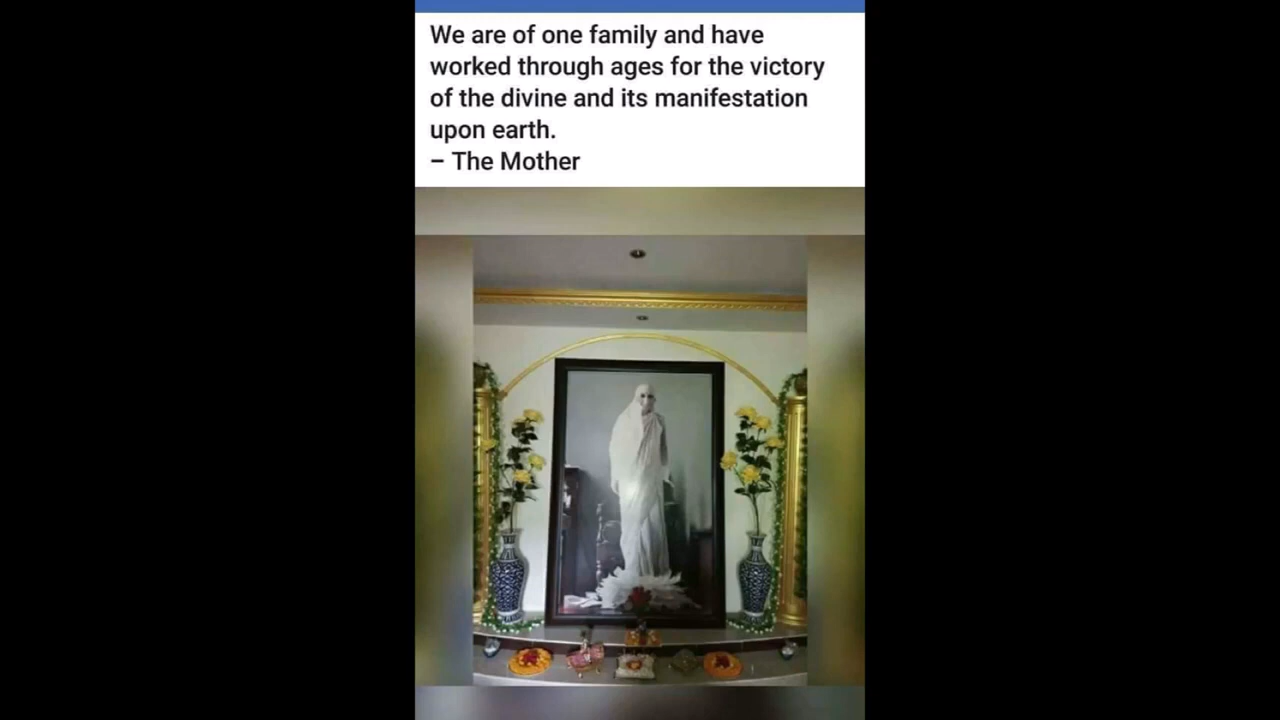 We are of one family and have
worked through ages for the victory
of the divine and its manifestation
upon earth.
– The Mother